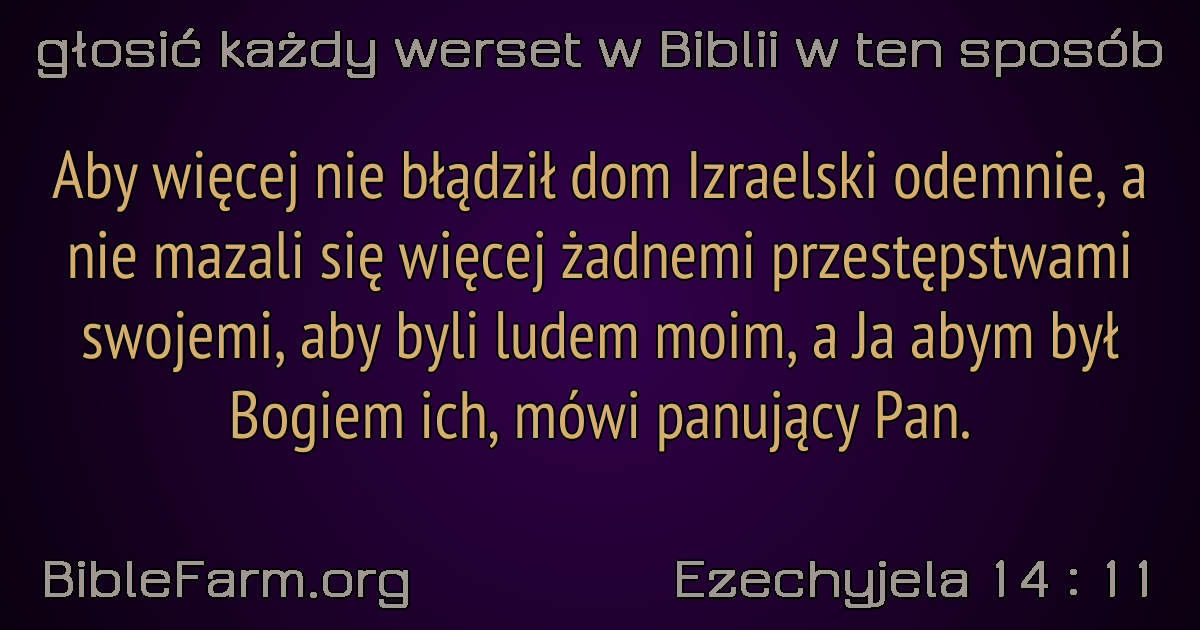 głosić każdy werset w Biblii w ten sposób
Aby więcej nie błądził dom Izraelski odemnie, a
nie mazali się więcej żadnemi przestępstwami
swojemi, aby byli ludem moim, a Ja abym był
Bogiem ich, mówi panujący Pan.
BibleFarm.org
Ezechyjela 14 : 11